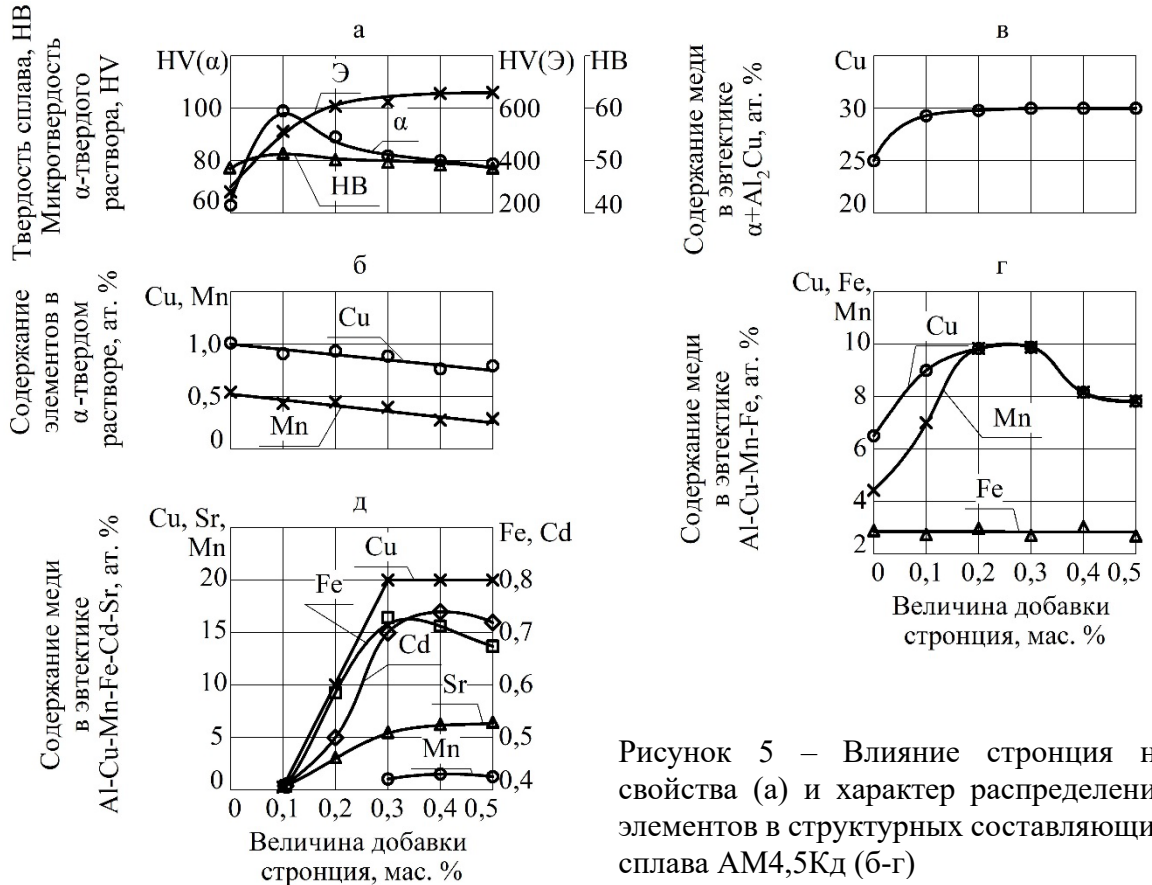 а
Твердость сплава, HB
Микротвердость
α-твердого
раствора, HV
HV(α)
HV(Э)
HB
100
80
60
600
400
200
60
50
40
Э
α
HB
в
Содержание меди
в эвтектике
α+Al₂Cu, ат. %
Cu
30
25
20
б
Содержание
элементов в
α-твердом
растворе, ат. %
Cu, Mn
1,0
0,5
0
Cu
Mn
г
Содержание меди
в эвтектике
Al-Cu-Mn-Fe, ат. %
Cu, Fe,
Mn
10
8
6
4
2
Cu
Mn
Fe
0 0,1 0,2 0,3 0,4 0,5
Величина добавки
стронция, мас. %
д
Содержание меди
в эвтектике
Al-Cu-Mn-Fe-Cd-Sr, ат. %
Cu, Sr,
Mn
Fe, Cd
20
15
10
5
0
0,8
0,7
0,6
0,5
0,4
Cu
Fe
Cd
Sr
Mn
0 0,1 0,2 0,3 0,4 0,5
Величина добавки
стронция, мас. %
Рисунок 5 – Влияние стронция н
свойства (а) и характер распределени
элементов в структурных составляющи
сплава АМ4,5Кд (б-г)